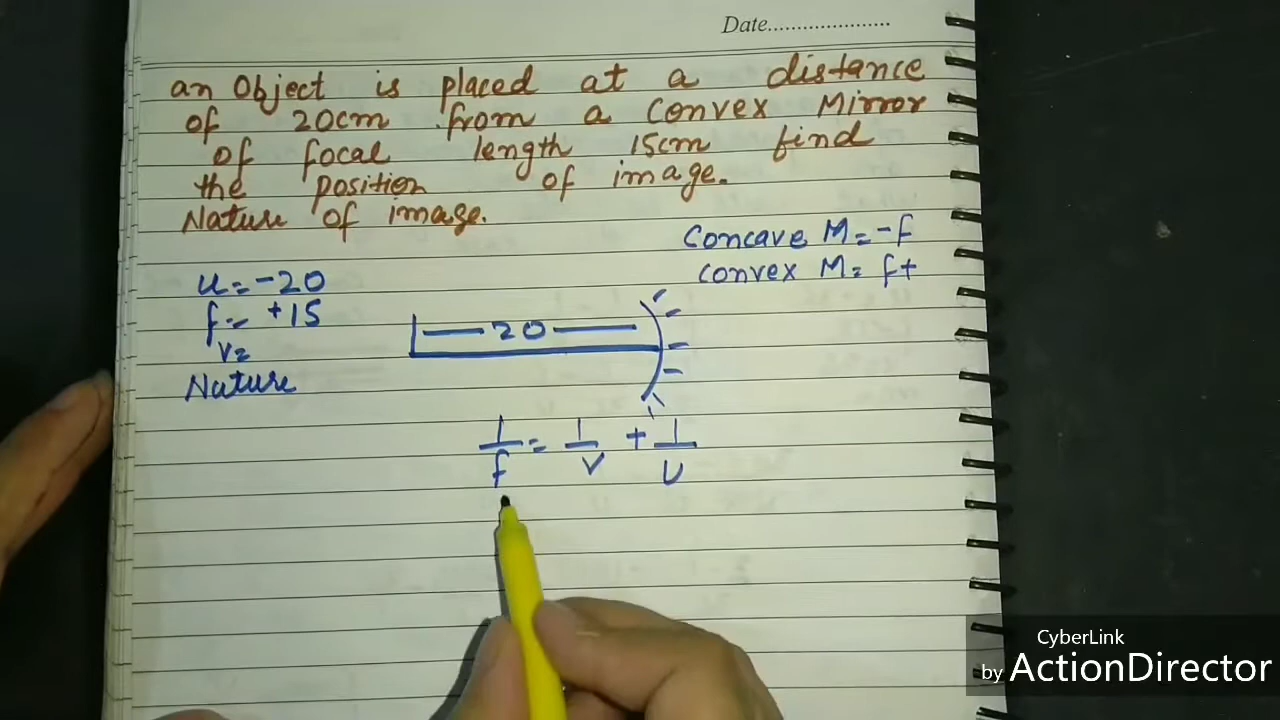 Date....................
an Object is placed at a distance
of 20cm from a convex Mirror
of focal length 15cm find
the position of image.
Nature of image.
Concave M = -f
convex M = f+
u = -20
f = +15
v =
Nature
20
1/f = 1/v + 1/u
CyberLink
by ActionDirector